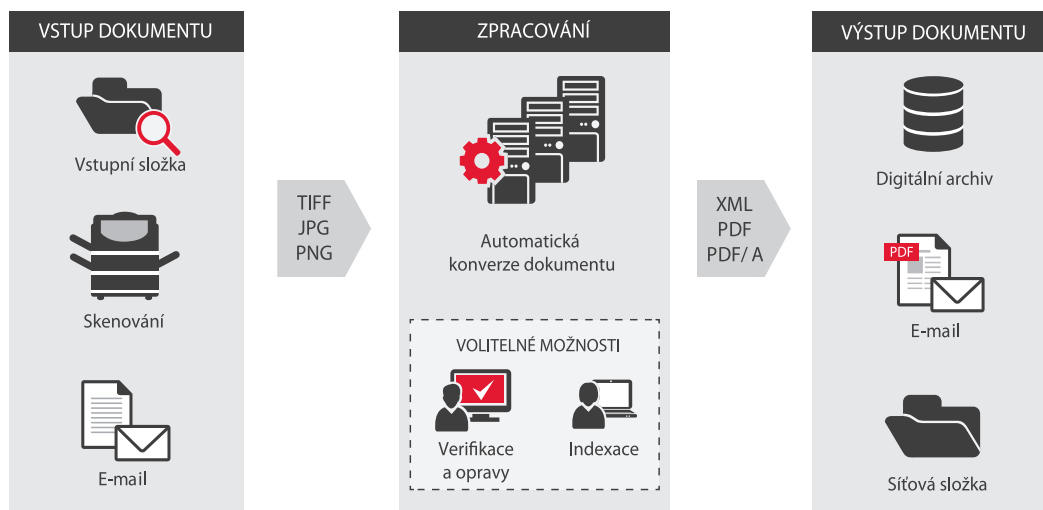 VSTUP DOKUMENTU
Vstupní složka
Skenování
E-mail
TIFF
JPG
PNG
ZPRACOVÁNÍ
Automatická
konverze dokumentu
VOLITELNÉ MOŽNOSTI
Verifikace
a opravy
Indexace
XML
PDF
PDF/ A
VÝSTUP DOKUMENTU
Digitální archiv
PDF
E-mail
Síťová složka